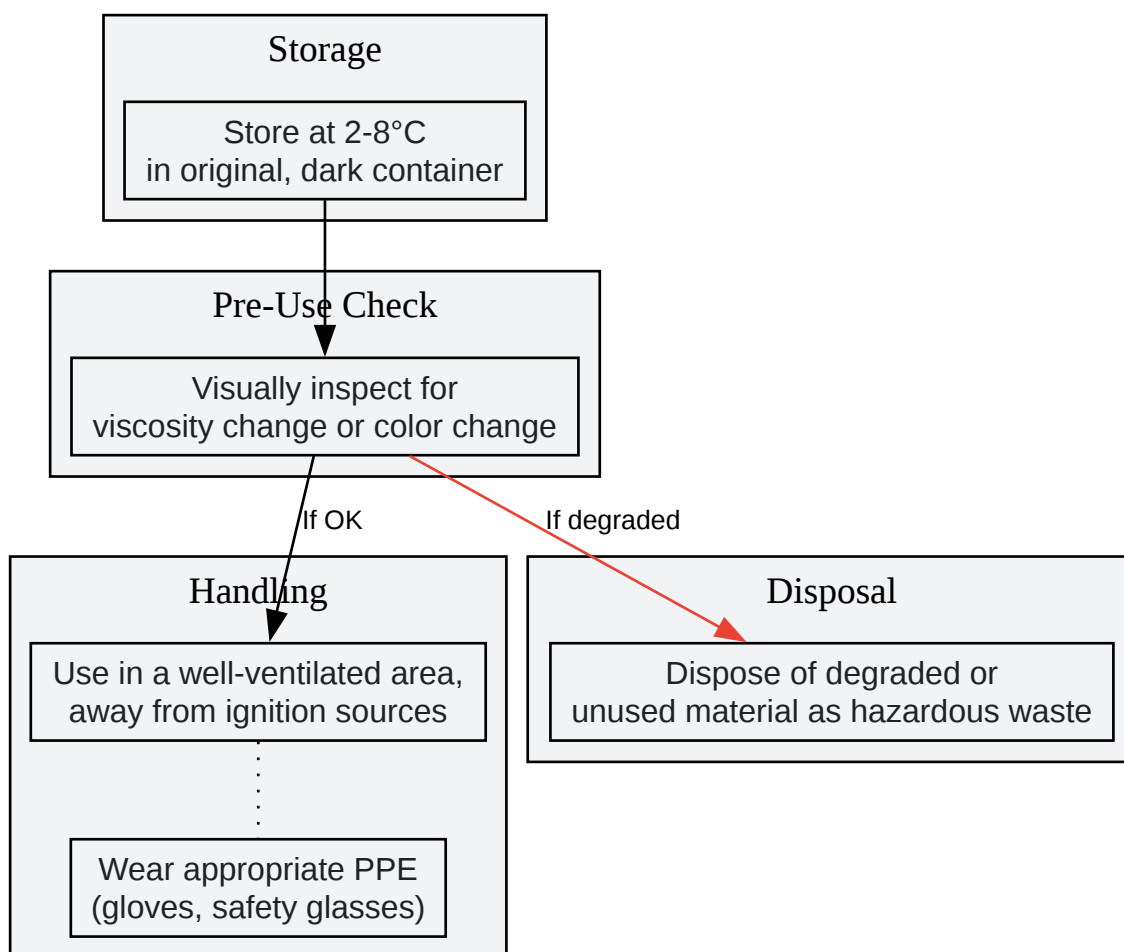 Storage
Store at 2-8°C
in original, dark container
Pre-Use Check
Visually inspect for
viscosity change or color change
If OK
If degraded
Handling
Use in a well-ventilated area,
away from ignition sources
Wear appropriate PPE
(gloves, safety glasses)
Disposal
Dispose of degraded or
unused material as hazardous waste